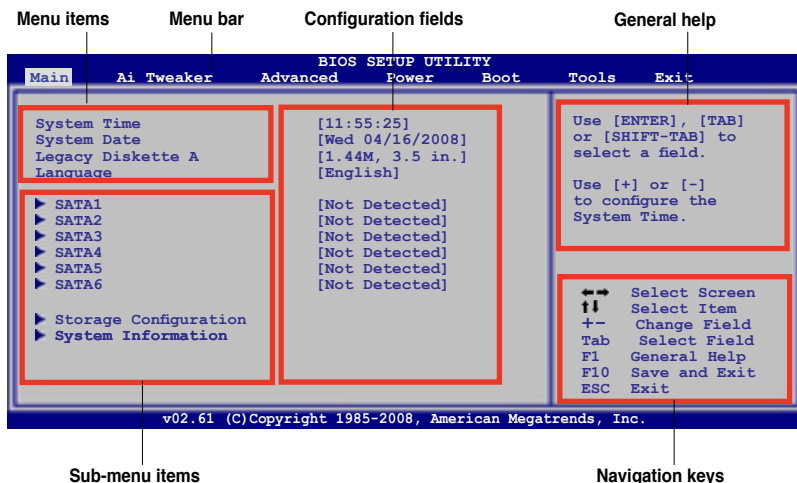 Menu items Menu bar Configuration fields General help
BIOS SETUP UTILITY
Main Ai Tweaker Advanced Power Boot Tools Exit
System Time [11:55:25]
System Date [Wed 04/16/2008]
Legacy Diskette A [1.44M, 3.5 in.]
Language [English]
SATA1 [Not Detected]
SATA2 [Not Detected]
SATA3 [Not Detected]
SATA4 [Not Detected]
SATA5 [Not Detected]
SATA6 [Not Detected]
Storage Configuration
System Information
Use [ENTER], [TAB]
or [SHIFT-TAB] to
select a field.
Use [+] or [-]
to configure the
System Time.
←→ Select Screen
↑↓ Select Item
+- Change Field
Tab Select Field
F1 General Help
F10 Save and Exit
ESC Exit
v02.61 (C)Copyright 1985-2008, American Megatrends, Inc.
Sub-menu items Navigation keys